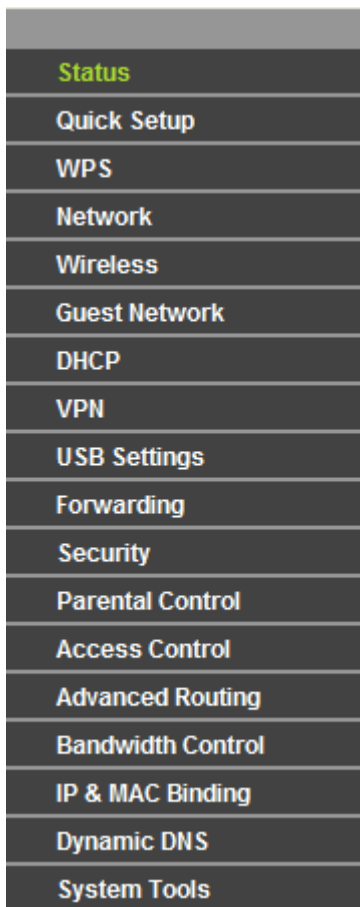 Status
Quick Setup
WPS
Network
Wireless
Guest Network
DHCP
VPN
USB Settings
Forwarding
Security
Parental Control
Access Control
Advanced Routing
Bandwidth Control
IP & MAC Binding
Dynamic DNS
System Tools